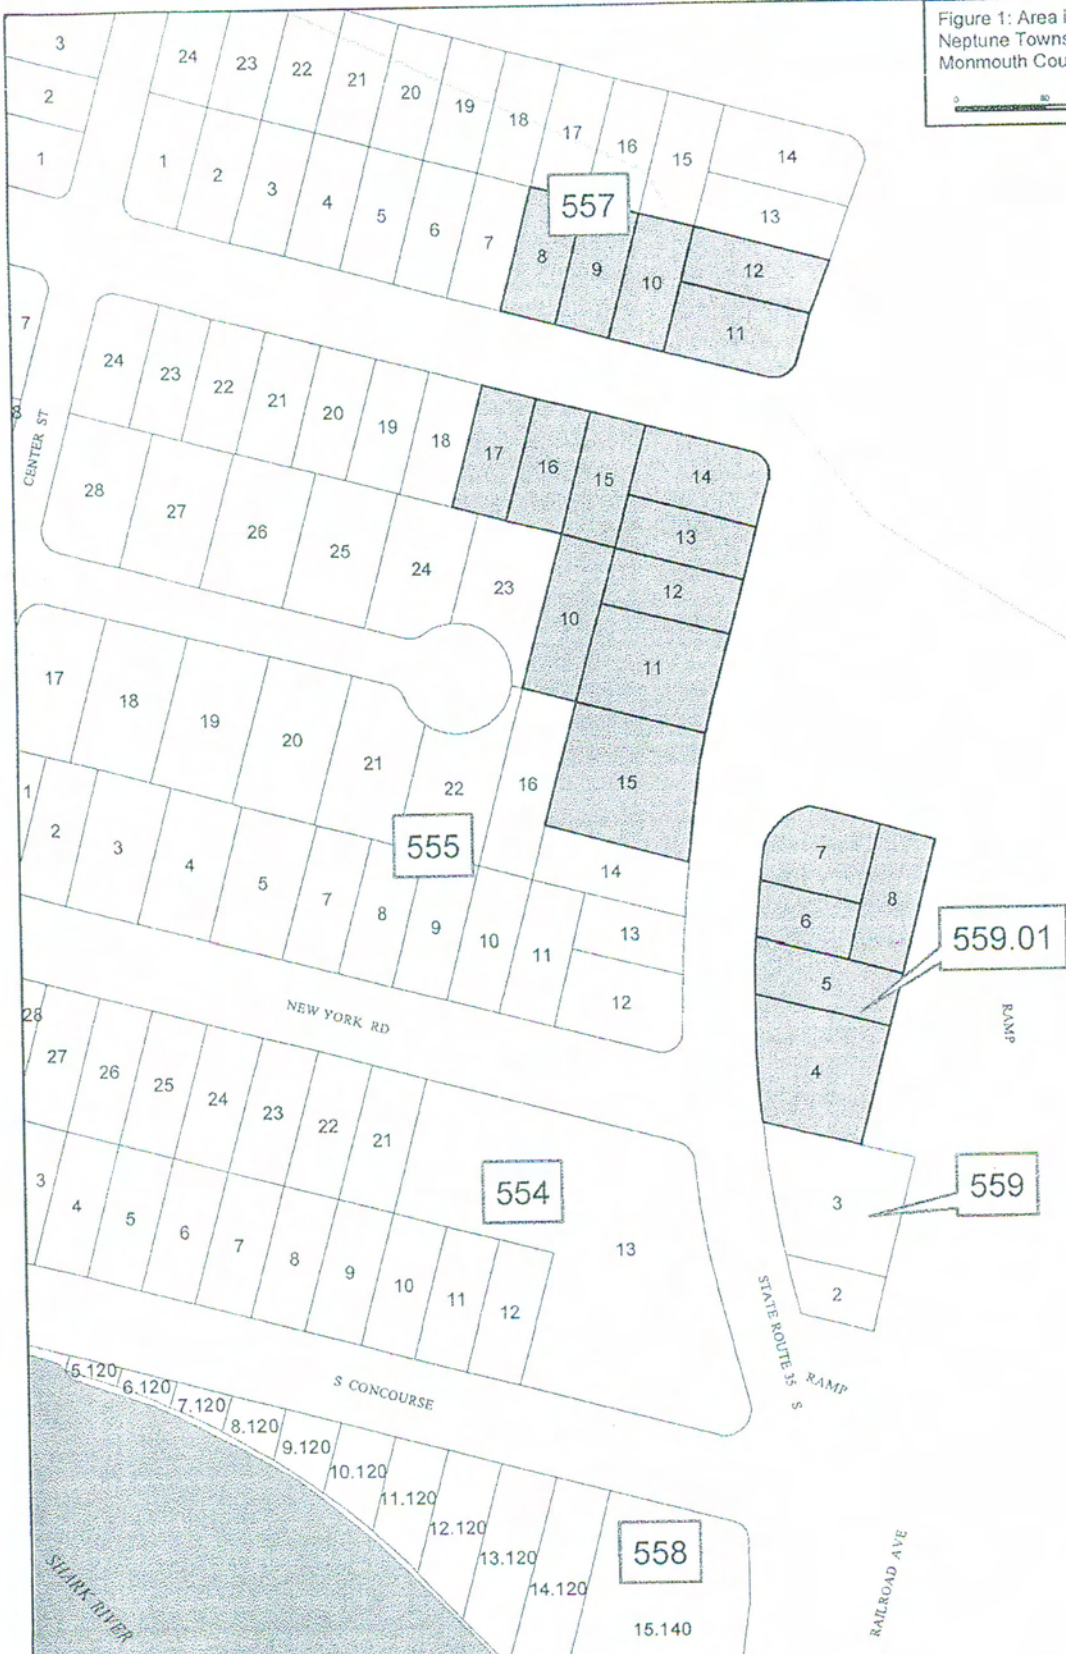 Figure 1: Area i
Neptune Towns
Monmouth Cou
0 80
3
2
1
24 23 22 21 20 19 18 17 16 15 14
13
1 2 3 4 5 6 7 8 9 10 12
11
557
7
8
CENTER ST
24 23 22 21 20 19 18 17 16 15 14
13
28 27 26 25 24 23 10 12
11
17 18 19 20 21 22 16 15
14
1 2 3 4 5 7 8 9 10 11 13
12
555
7
8
6
5
4
559.01
RAMP
NEW YORK RD
28 27 26 25 24 23 22 21
3 4 5 6 7 8 9 10 11 12 13
554
3
2
559
STATE ROUTE 35 S
RAMP
S CONCOURSE
5.120
6.120
7.120
8.120
9.120
10.120
11.120
12.120
13.120
14.120
15.140
558
SHARK RIVER
RAILROAD AVE